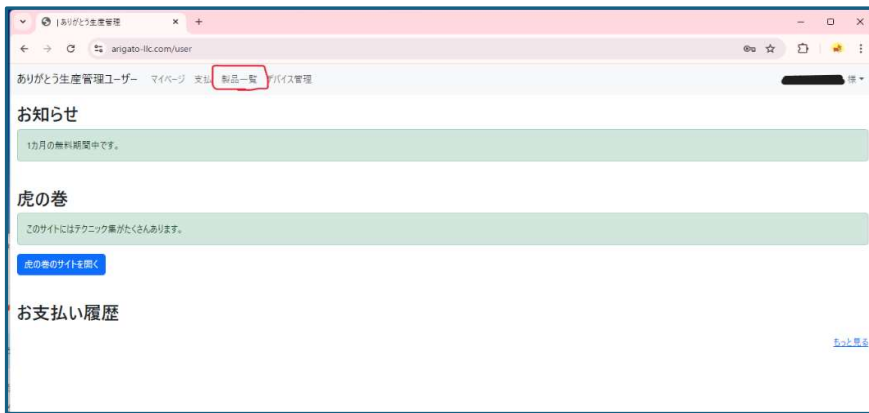 |ありがとう生産管理
arigato-llc.com/user
ありがとう生産管理ユーザー マイページ 支払 製品一覧 デバイス管理 様
お知らせ
1カ月の無料期間中です。
虎の巻
このサイトにはテクニック集がたくさんあります。
虎の巻のサイトを開く
お支払い履歴
もっと見る